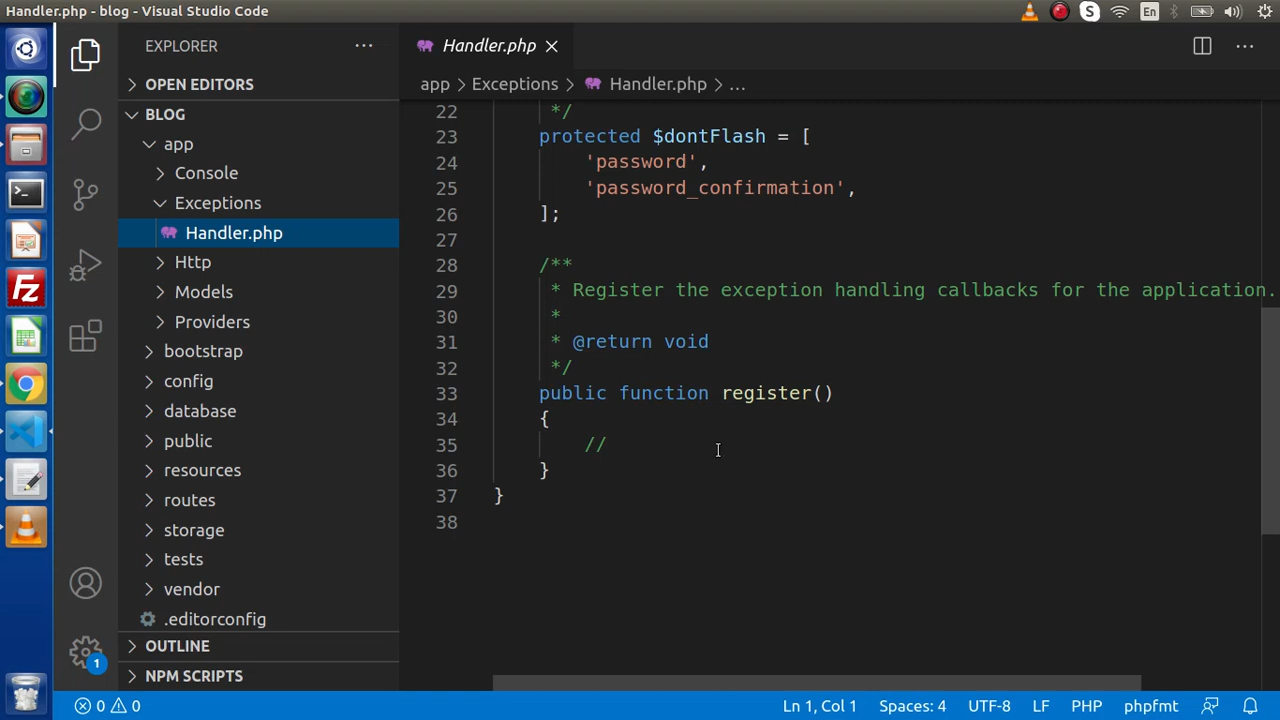 Handler.php - blog - Visual Studio Code
En
EXPLORER
OPEN EDITORS
BLOG
app
Console
Exceptions
Handler.php
Http
Models
Providers
bootstrap
config
database
public
resources
routes
storage
tests
vendor
.editorconfig
OUTLINE
NPM SCRIPTS
1
Handler.php
app > Exceptions > Handler.php > ...
22 */
23 protected $dontFlash = [
24 'password',
25 'password_confirmation',
26 ];
27
28 /**
29 * Register the exception handling callbacks for the application.
30 *
31 * @return void
32 */
33 public function register()
34 {
35 //
36 }
37 }
38
0 0 Ln 1, Col 1 Spaces: 4 UTF-8 LF PHP phpfmt